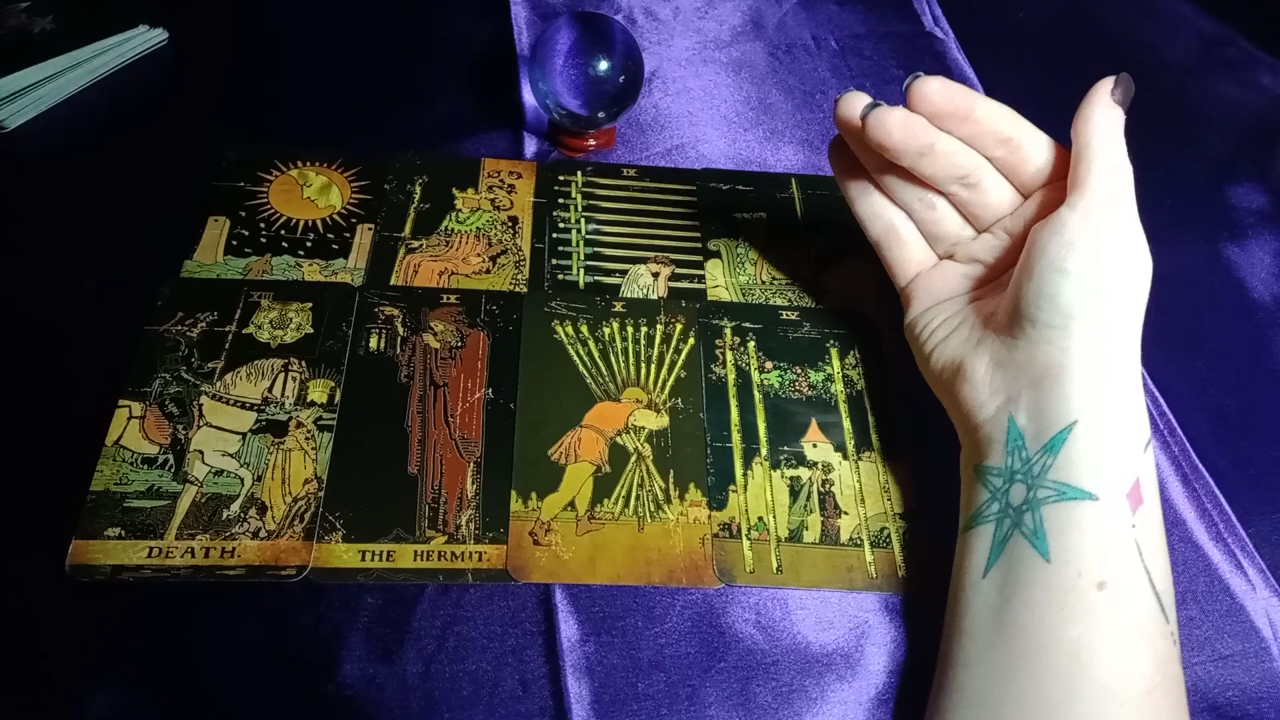 IX
XIII
IX
X
IV
DEATH.
THE HERMIT.